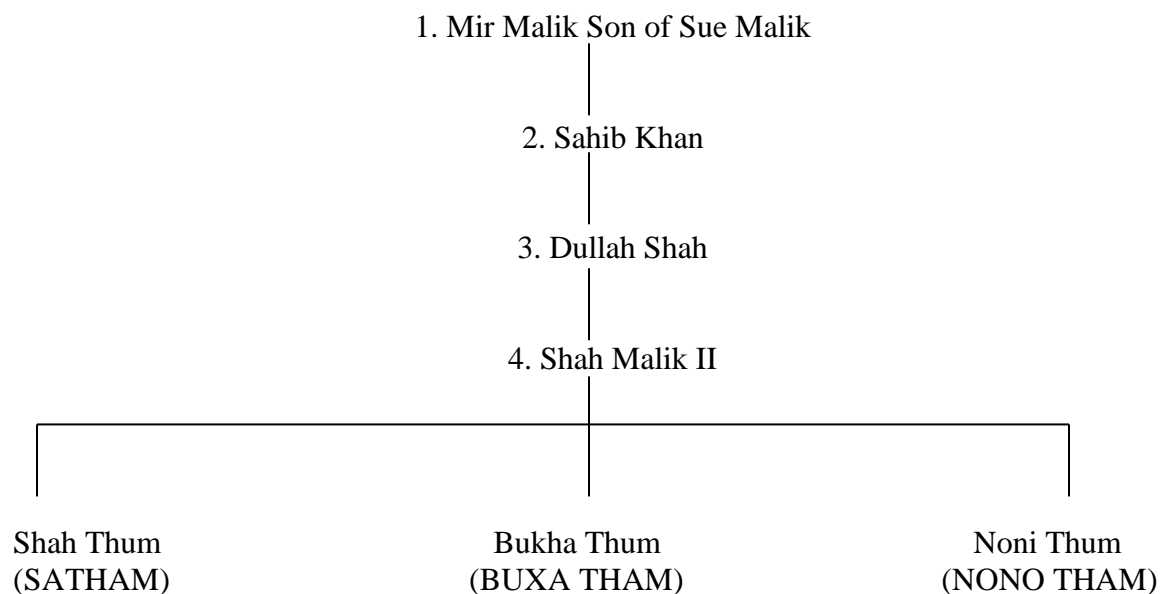 1. Mir Malik Son of Sue Malik
2. Sahib Khan
3. Dullah Shah
4. Shah Malik II
Shah Thum
(SATHAM)
Bukha Thum
(BUXA THAM)
Noni Thum
(NONO THAM)